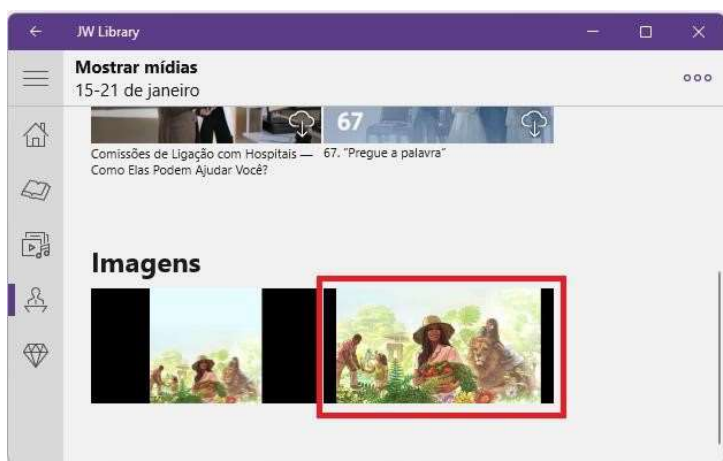 JW Library
Mostrar mídias
15-21 de janeiro
67
Comissões de Ligação com Hospitais —
Como Elas Podem Ajudar Você?
67. “Pregue a palavra”
Imagens